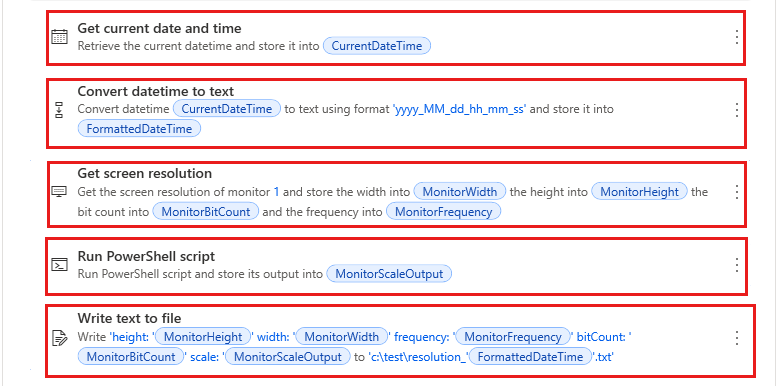 Get current date and time
Retrieve the current datetime and store it into CurrentDateTime
Convert datetime to text
Convert datetime CurrentDateTime to text using format 'yyyy_MM_dd_hh_mm_ss' and store it into
FormattedDateTime
Get screen resolution
Get the screen resolution of monitor 1 and store the width into MonitorWidth the height into MonitorHeight the
bit count into MonitorBitCount and the frequency into MonitorFrequency
Run PowerShell script
Run PowerShell script and store its output into MonitorScaleOutput
Write text to file
Write 'height: ' MonitorHeight ' width: ' MonitorWidth ' frequency: ' MonitorFrequency ' bitCount: '
MonitorBitCount ' scale: ' MonitorScaleOutput to 'c:\test\resolution_' FormattedDateTime '.txt'